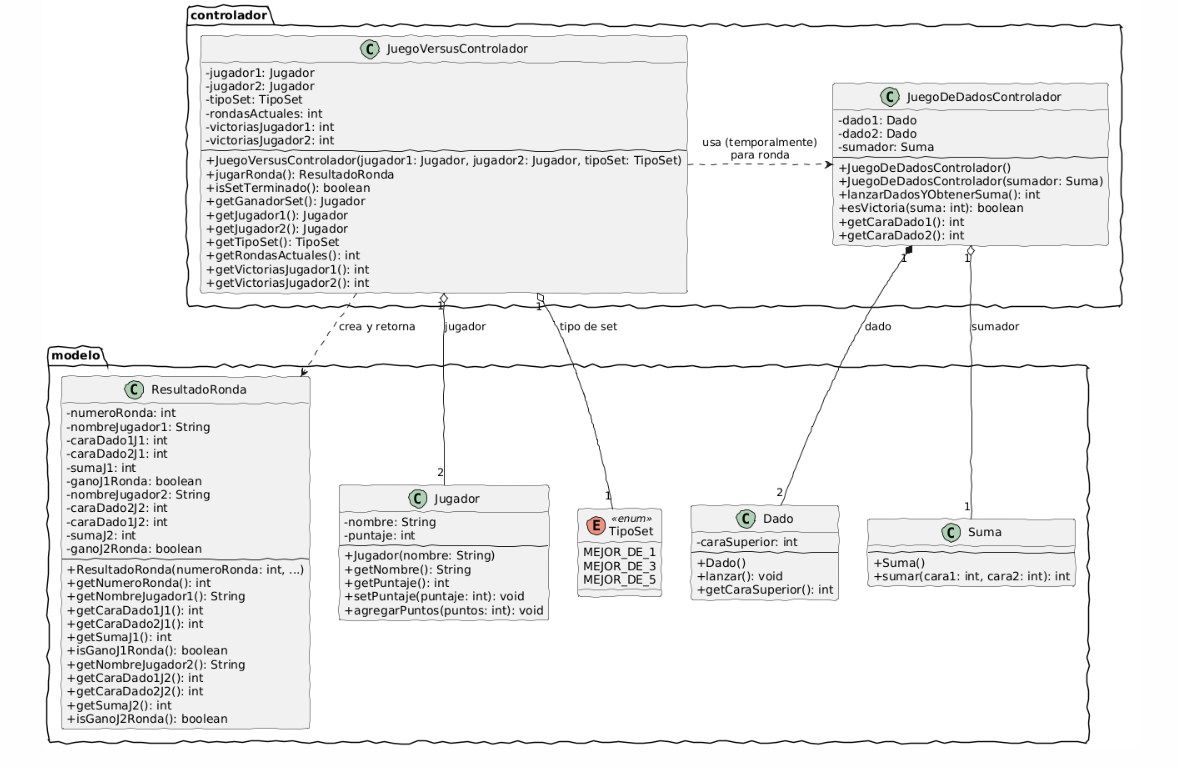 controlador
C JuegoVersusControlador
-jugador1: Jugador
-jugador2: Jugador
-tipoSet: TipoSet
-rondasActuales: int
-victoriasJugador1: int
-victoriasJugador2: int
+JuegoVersusControlador(jugador1: Jugador, jugador2: Jugador, tipoSet: TipoSet)
+jugarRonda(): ResultadoRonda
+isSetTerminado(): boolean
+getGanadorSet(): Jugador
+getJugador1(): Jugador
+getJugador2(): Jugador
+getTipoSet(): TipoSet
+getRondasActuales(): int
+getVictoriasJugador1(): int
+getVictoriasJugador2(): int
usa (temporalmente)
para ronda
C JuegoDeDadosControlador
-dado1: Dado
-dado2: Dado
-sumador: Suma
+JuegoDeDadosControlador()
+JuegoDeDadosControlador(sumador: Suma)
+lanzarDadosYObtenerSuma(): int
+esVictoria(suma: int): boolean
+getCaraDado1(): int
+getCaraDado2(): int
1
1
1
1
crea y retorna
jugador
tipo de set
dado
sumador
modelo
C ResultadoRonda
-numeroRonda: int
-nombreJugador1: String
-caraDado1J1: int
-caraDado2J1: int
-sumaJ1: int
-ganoJ1Ronda: boolean
-nombreJugador2: String
-caraDado2J2: int
-caraDado1J2: int
-sumaJ2: int
-ganoJ2Ronda: boolean
+ResultadoRonda(numeroRonda: int, ...)
+getNumeroRonda(): int
+getNombreJugador1(): String
+getCaraDado1J1(): int
+getCaraDado2J1(): int
+getSumaJ1(): int
+isGanoJ1Ronda(): boolean
+getNombreJugador2(): String
+getCaraDado1J2(): int
+getCaraDado2J2(): int
+getSumaJ2(): int
+isGanoJ2Ronda(): boolean
2
C Jugador
-nombre: String
-puntaje: int
+Jugador(nombre: String)
+getNombre(): String
+getPuntaje(): int
+setPuntaje(puntaje: int): void
+agregarPuntos(puntos: int): void
1
E «enum»
TipoSet
MEJOR_DE_1
MEJOR_DE_3
MEJOR_DE_5
2
C Dado
-caraSuperior: int
+Dado()
+lanzar(): void
+getCaraSuperior(): int
1
C Suma
+Suma()
+sumar(cara1: int, cara2: int): int